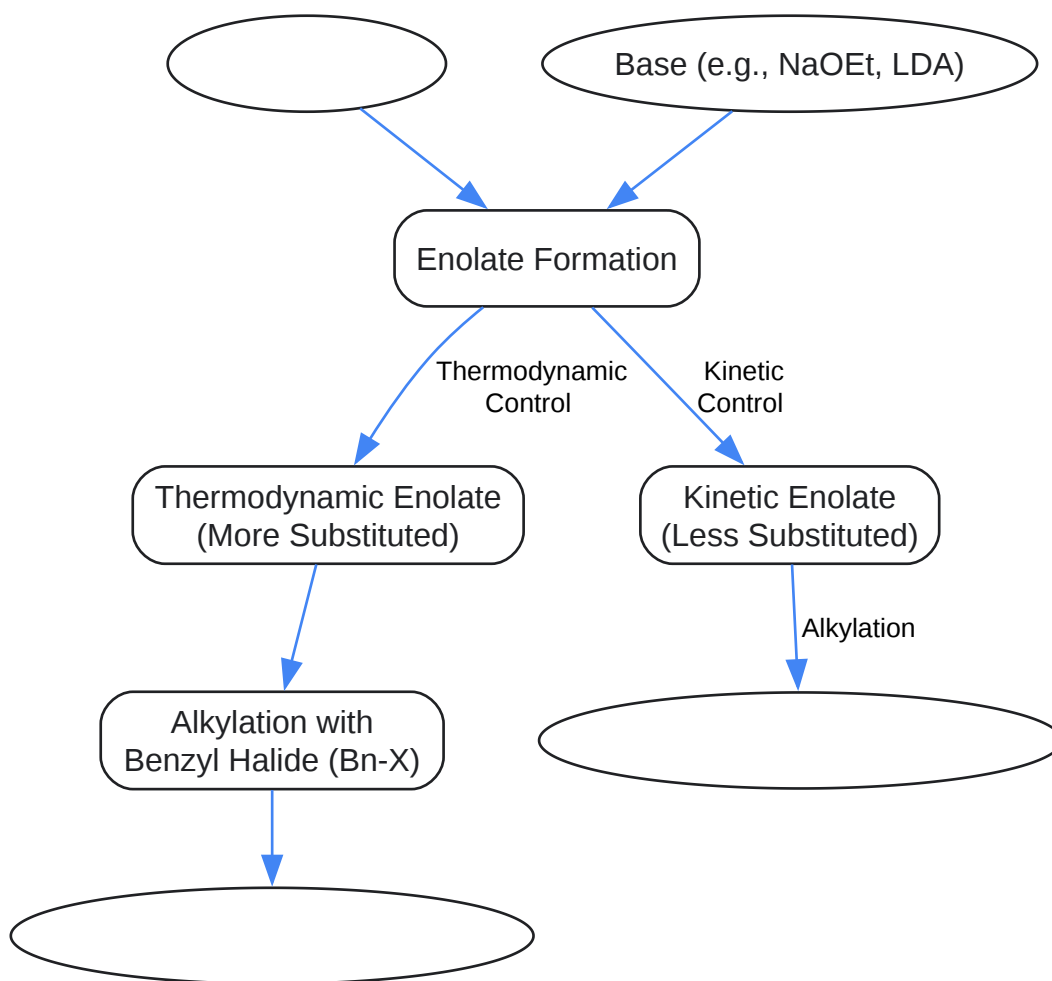 Base (e.g., NaOEt, LDA)
Enolate Formation
Thermodynamic
Control
Kinetic
Control
Thermodynamic Enolate
(More Substituted)
Kinetic Enolate
(Less Substituted)
Alkylation
Alkylation with
Benzyl Halide (Bn-X)